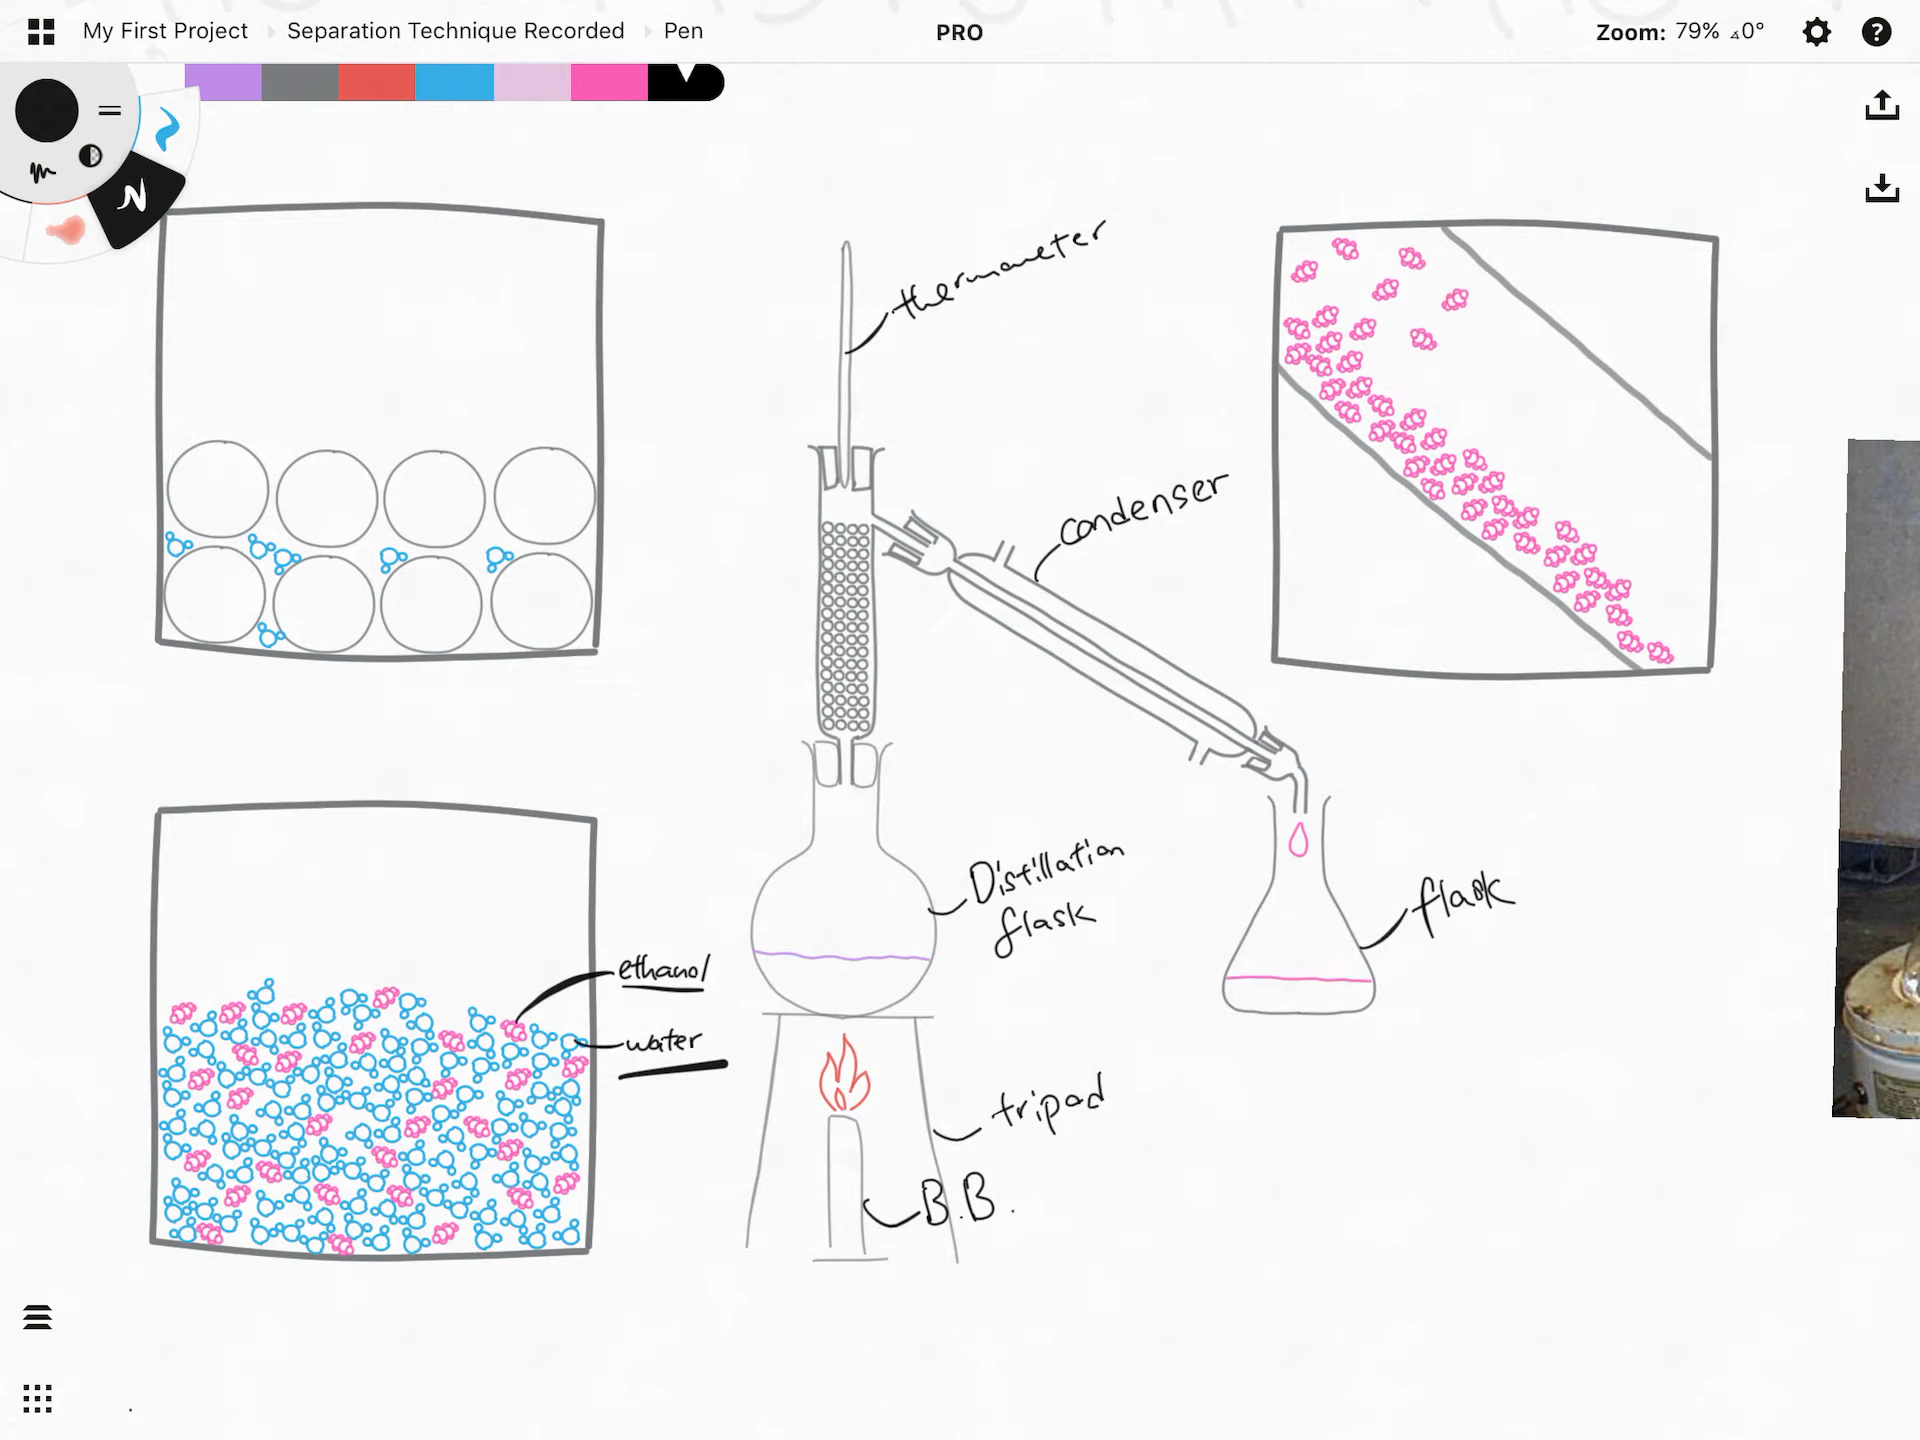 My First Project
Separation Technique Recorded
Pen
PRO
Zoom: 79% ⦟0°
?
thermometer
condenser
Distillation
flask
flask
ethanol
water
tripod
B.B.